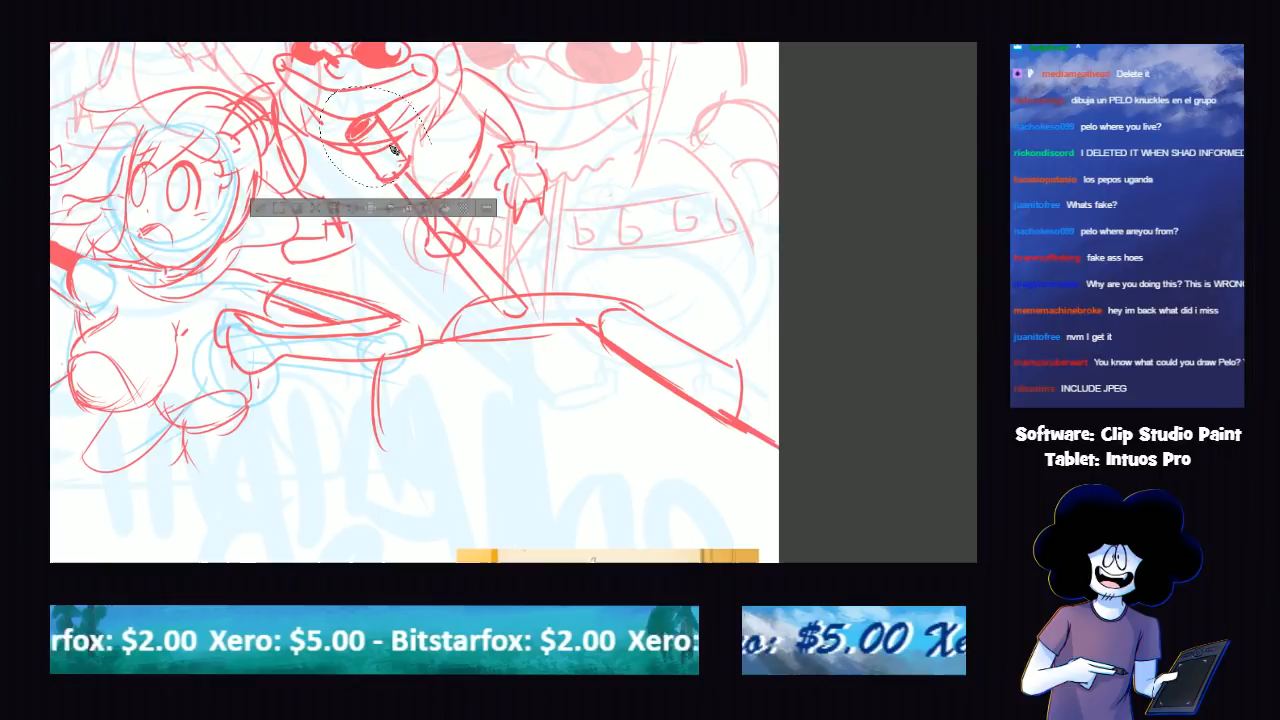 Delete it
dibuja un PELO knuckles en el grupo
pelo where you live?
rickondiscord I DELETED IT WHEN SHAD INFORMED
los pepos uganda
juanitofrev Whats fake?
pelo where areyou from?
fake ass hoes
Why are you doing this? This is WRONG
mememachinebroke hey im back what did i miss
juanitofrev nvm I get it
You know what could you draw Pelo?
INCLUDE JPEG
Software: Clip Studio Paint
Tablet: Intuos Pro
rfox: $2.00 Xero: $5.00 - Bitstarfox: $2.00 Xero:
o: $5.00 Xe